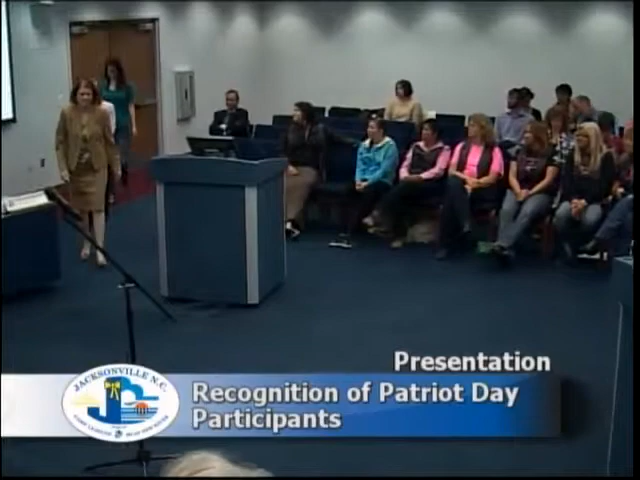 Presentation
Recognition of Patriot Day
Participants
JACKSONVILLE N.C.